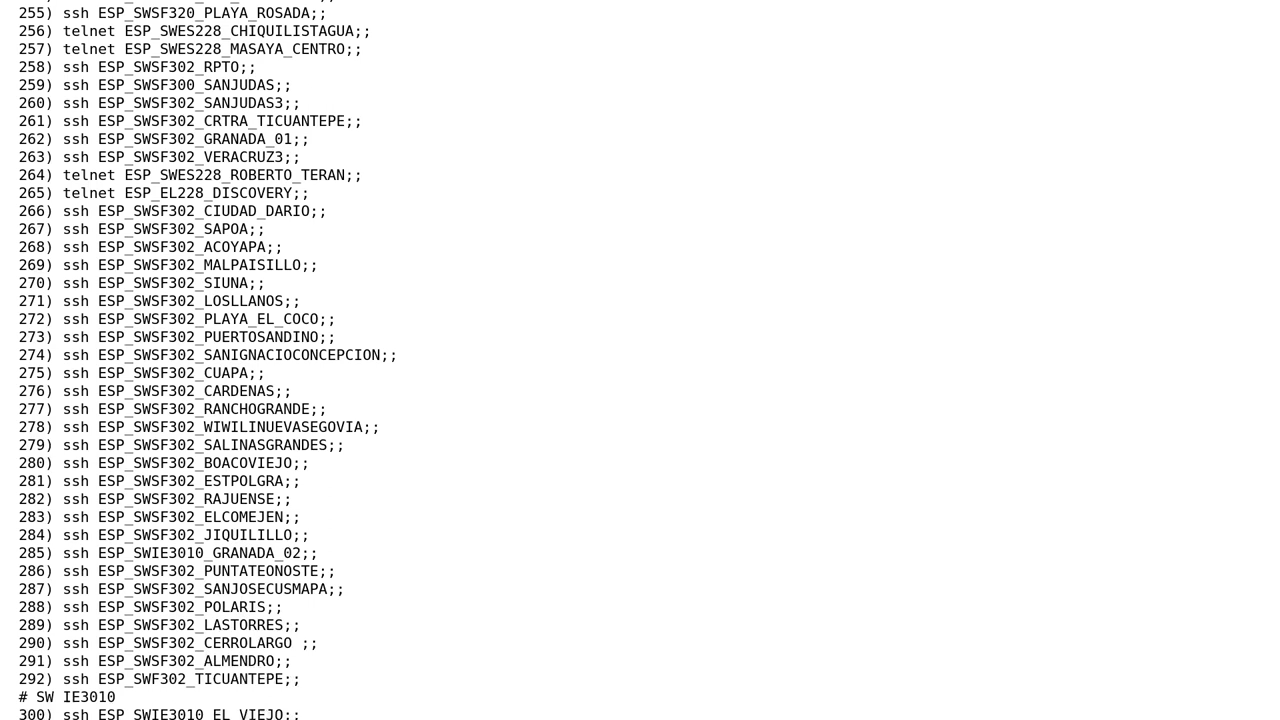 255) ssh ESP_SWSF320_PLAYA_ROSADA;;
256) telnet ESP_SWES228_CHIQUILISTAGUA;;
257) telnet ESP_SWES228_MASAYA_CENTRO;;
258) ssh ESP_SWSF302_RPTO;;
259) ssh ESP_SWSF300_SANJUDAS;;
260) ssh ESP_SWSF302_SANJUDAS3;;
261) ssh ESP_SWSF302_CRTRA_TICUANTEPE;;
262) ssh ESP_SWSF302_GRANADA_01;;
263) ssh ESP_SWSF302_VERACRUZ3;;
264) telnet ESP_SWES228_ROBERTO_TERAN;;
265) telnet ESP_EL228_DISCOVERY;;
266) ssh ESP_SWSF302_CIUDAD_DARIO;;
267) ssh ESP_SWSF302_SAPOA;;
268) ssh ESP_SWSF302_ACOYAPA;;
269) ssh ESP_SWSF302_MALPAISILLO;;
270) ssh ESP_SWSF302_SIUNA;;
271) ssh ESP_SWSF302_LOSLLANOS;;
272) ssh ESP_SWSF302_PLAYA_EL_COCO;;
273) ssh ESP_SWSF302_PUERTOSANDINO;;
274) ssh ESP_SWSF302_SANIGNACIOCONCEPCION;;
275) ssh ESP_SWSF302_CUAPA;;
276) ssh ESP_SWSF302_CARDENAS;;
277) ssh ESP_SWSF302_RANCHOGRANDE;;
278) ssh ESP_SWSF302_WIWILINUEVASEGOVIA;;
279) ssh ESP_SWSF302_SALINASGRANDES;;
280) ssh ESP_SWSF302_BOACOVIEJO;;
281) ssh ESP_SWSF302_ESTPOLGRA;;
282) ssh ESP_SWSF302_RAJUENSE;;
283) ssh ESP_SWSF302_ELCOMEJEN;;
284) ssh ESP_SWSF302_JIQUILILLO;;
285) ssh ESP_SWIE3010_GRANADA_02;;
286) ssh ESP_SWSF302_PUNTATEONOSTE;;
287) ssh ESP_SWSF302_SANJOSECUSMAPA;;
288) ssh ESP_SWSF302_POLARIS;;
289) ssh ESP_SWSF302_LASTORRES;;
290) ssh ESP_SWSF302_CERROLARGO ;;
291) ssh ESP_SWSF302_ALMENDRO;;
292) ssh ESP_SWF302_TICUANTEPE;;
# SW IE3010
300) ssh ESP_SWIE3010_EL_VIEJO;;